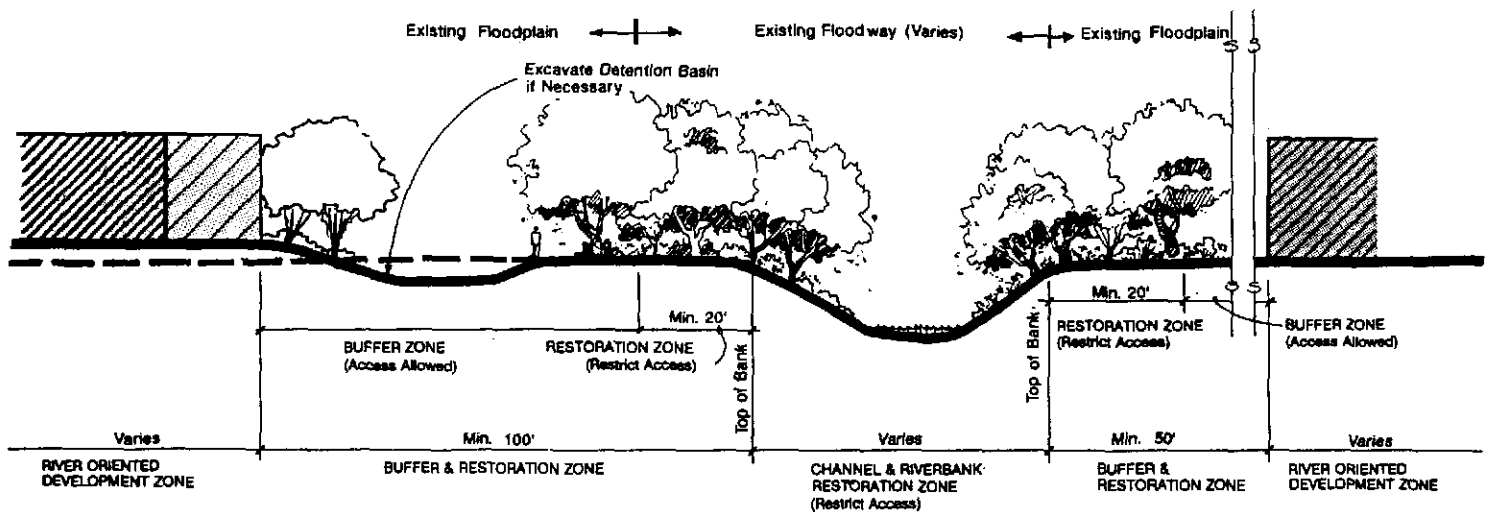 Existing Floodplain
Existing Floodway (Varies)
Existing Floodplain
Excavate Detention Basin
if Necessary
Min. 20'
BUFFER ZONE
(Access Allowed)
RESTORATION ZONE
(Restrict Access)
Top of Bank
Top of Bank
Min. 20'
RESTORATION ZONE
(Restrict Access)
BUFFER ZONE
(Access Allowed)
Varies
Min. 100'
Varies
Min. 50'
Varies
RIVER ORIENTED
DEVELOPMENT ZONE
BUFFER & RESTORATION ZONE
CHANNEL & RIVERBANK
RESTORATION ZONE
(Restrict Access)
BUFFER &
RESTORATION ZONE
RIVER ORIENTED
DEVELOPMENT ZONE